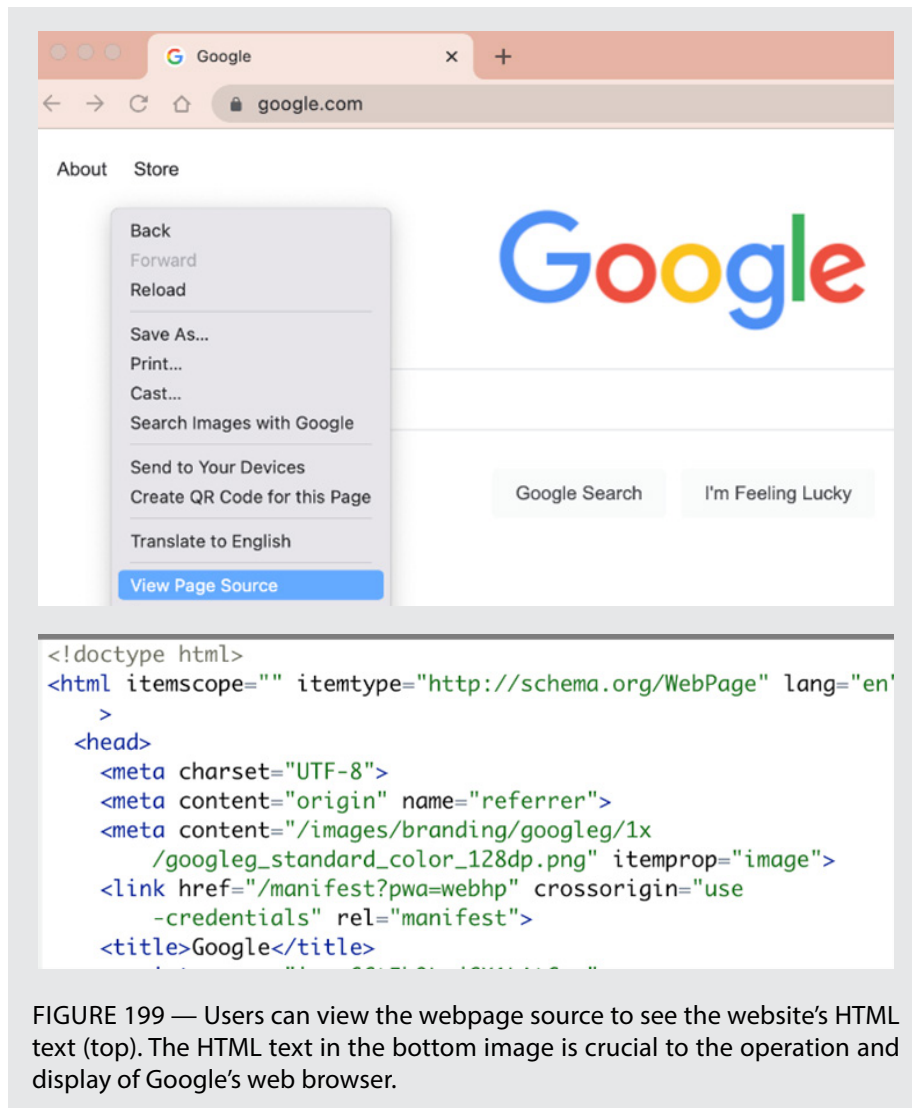 Google
google.com
About Store
Google
Back
Forward
Reload
Save As...
Print...
Cast...
Search Images with Google
Send to Your Devices
Create QR Code for this Page
Google Search I'm Feeling Lucky
Translate to English
View Page Source
<!doctype html>
<html itemscope="" itemtype="http://schema.org/WebPage" lang="en"
>
<head>
<meta charset="UTF-8">
<meta content="origin" name="referrer">
<meta content="/images/branding/googleg/1x
/googleg_standard_color_128dp.png" itemprop="image">
<link href="/manifest?pwa=webhp" crossorigin="use
-credentials" rel="manifest">
<title>Google</title>
FIGURE 199 — Users can view the webpage source to see the website's HTML
text (top). The HTML text in the bottom image is crucial to the operation and
display of Google's web browser.